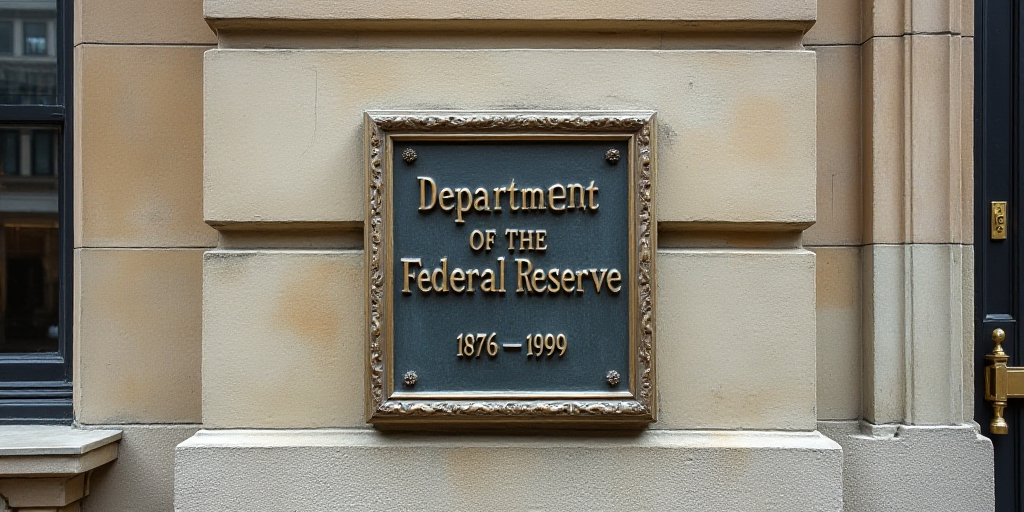 Department
OF THE
Federal Reserve
1876 — 1999